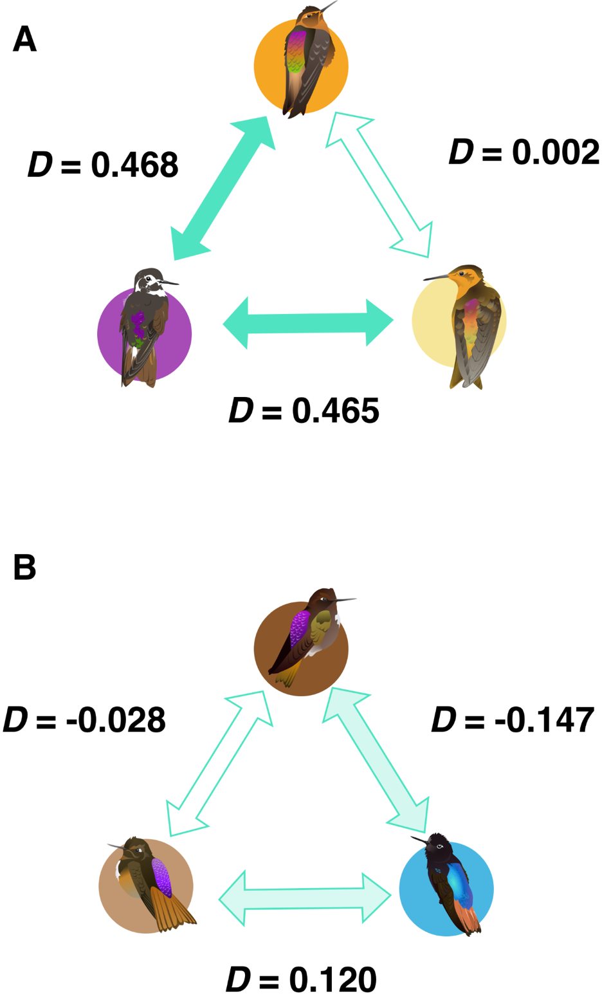 A
D = 0.468
D = 0.002
D = 0.465
B
D = -0.028
D = -0.147
D = 0.120